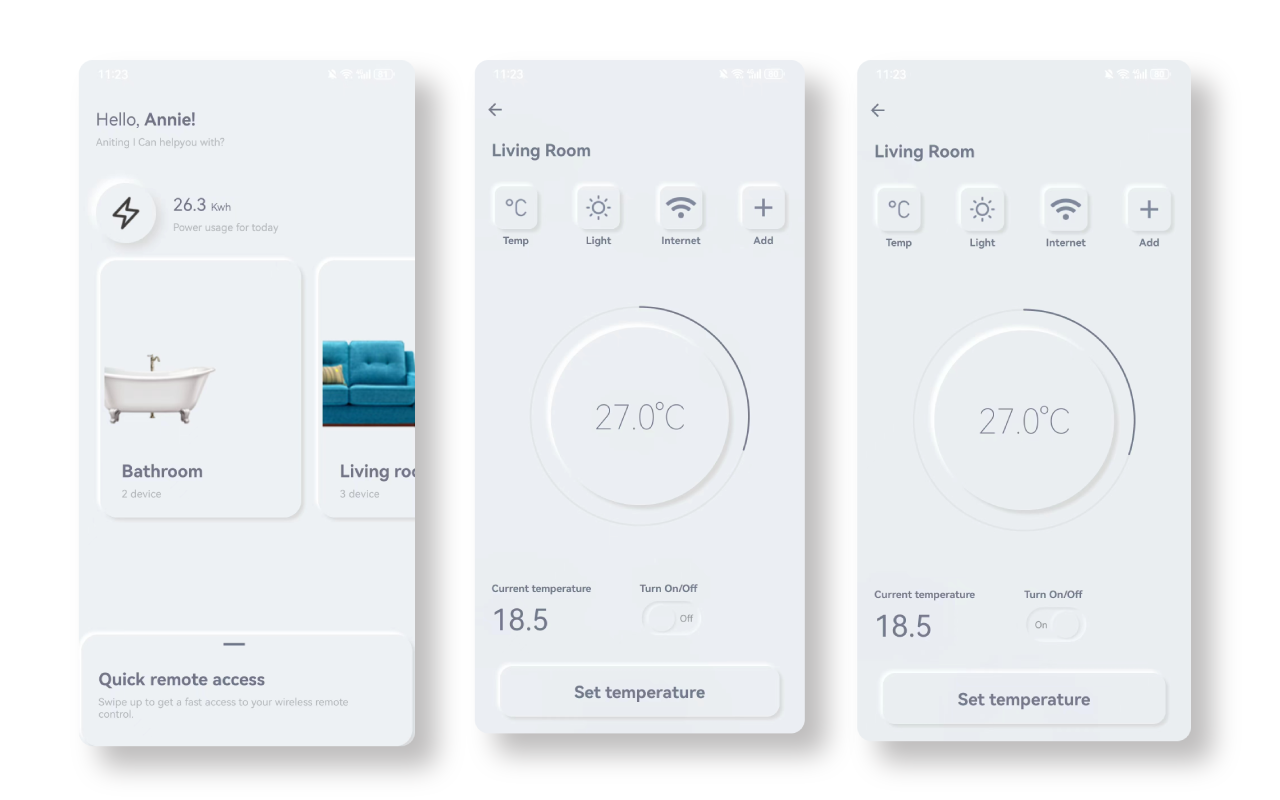 11:23
Hello, Annie!
Aniting I Can helpyou with?
26.3 Kwh
Power usage for today
Bathroom
2 device
Living roo
3 device
Quick remote access
Swipe up to get a fast access to your wireless remote
control.
11:23
Living Room
°C
Temp
Light
Internet
Add
27.0°C
Current temperature
Turn On/Off
18.5
Off
Set temperature
11:23
Living Room
°C
Temp
Light
Internet
Add
27.0°C
Current temperature
Turn On/Off
18.5
On
Set temperature